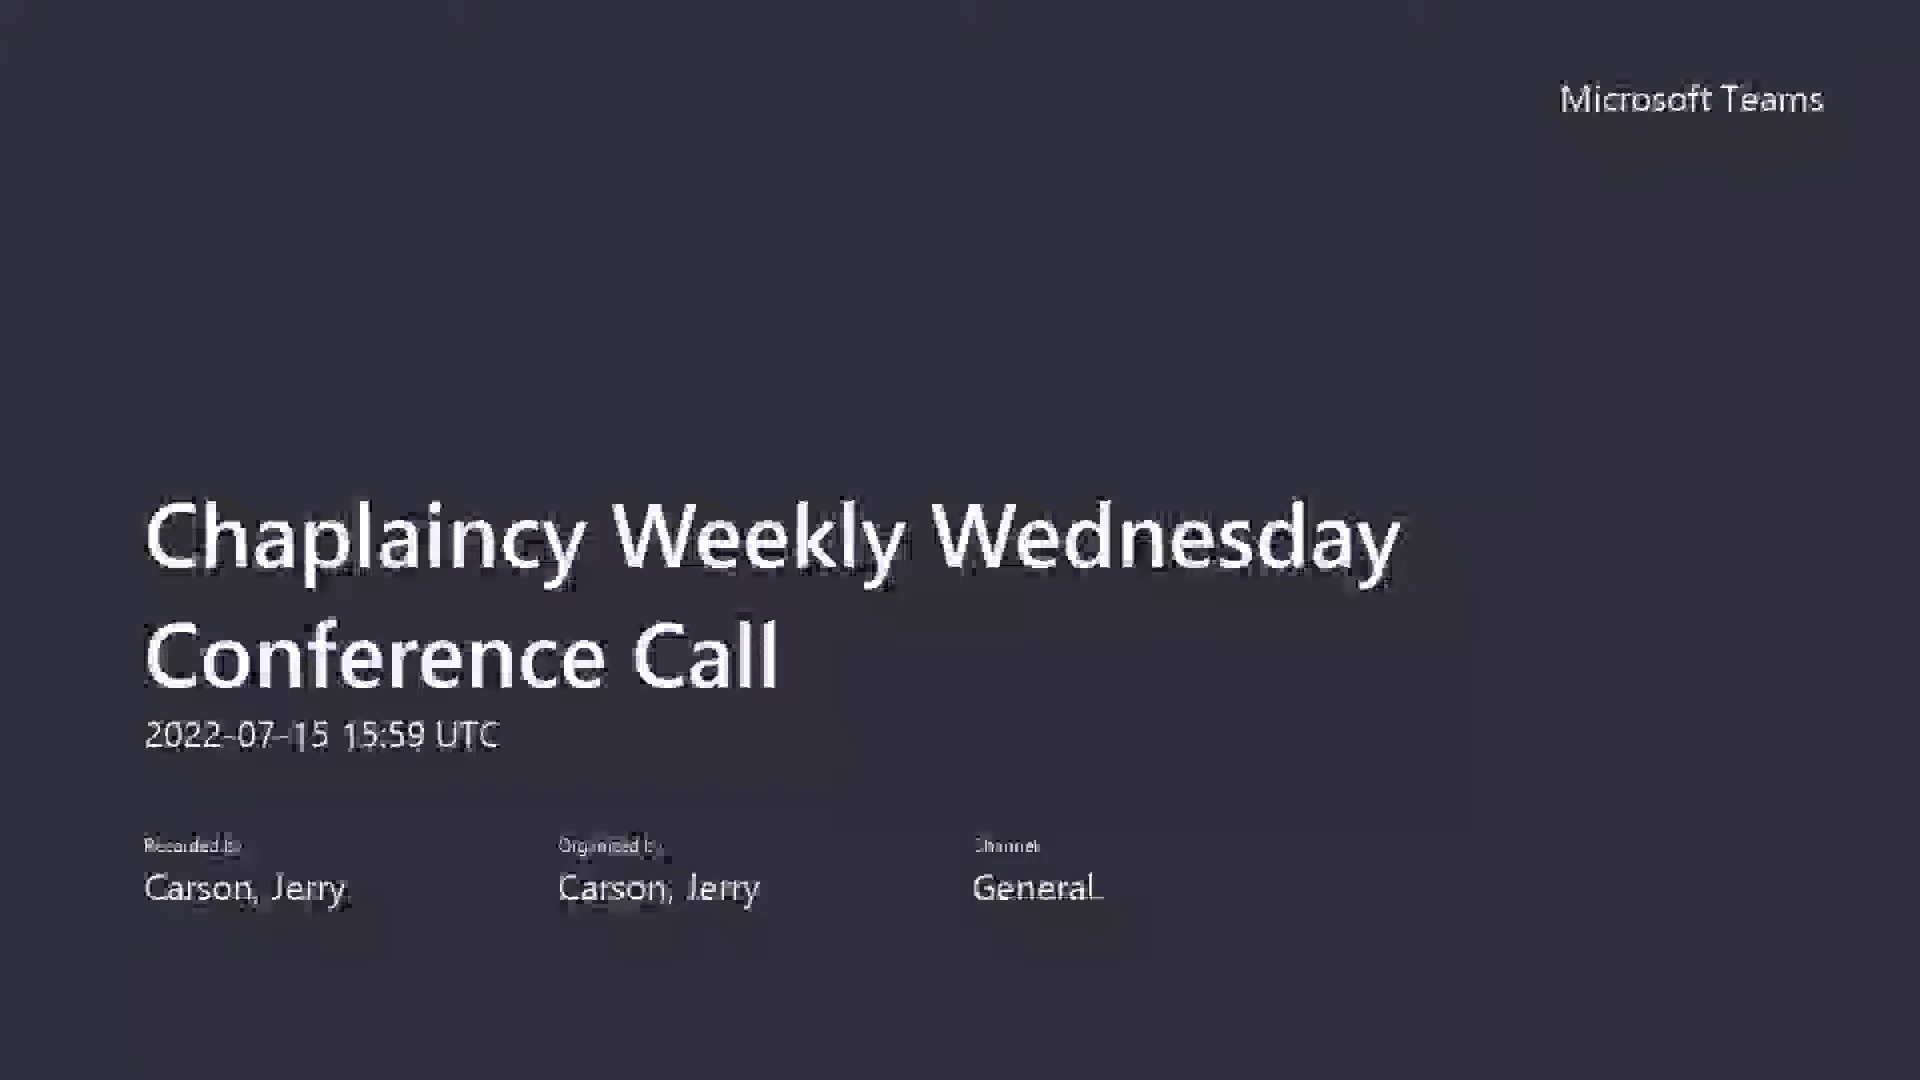 Microsoft Teams
Chaplaincy Weekly Wednesday
Conference Call
2022-07-15 15:59 UTC
Recorded by
Organized by
Channel
Carson, Jerry
Carson, Jerry
General